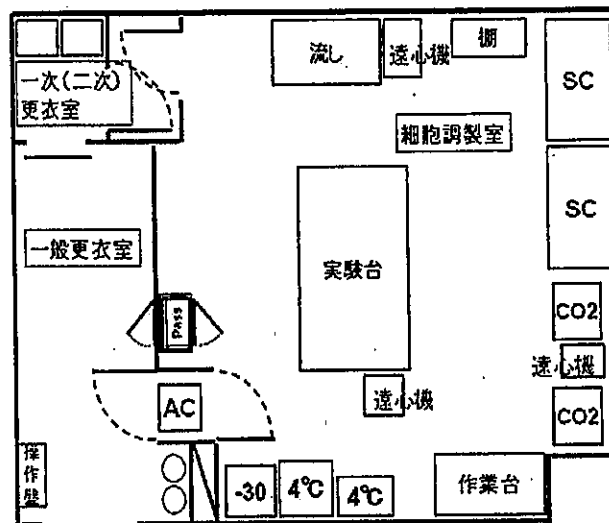 流し
遠心機
棚
SC
一次(二次)
更衣室
細胞調製室
SC
一般更衣室
実験台
Pass
CO2
遠心機
AC
遠心機
CO2
操作盤
-30
4℃
4℃
作業台